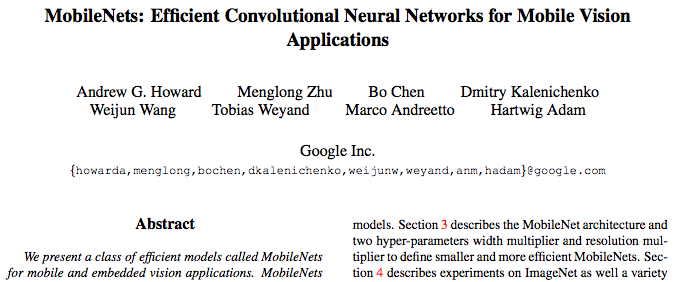 MobileNets: Efficient Convolutional Neural Networks for Mobile Vision
Applications
Andrew G. Howard Menglong Zhu Bo Chen Dmitry Kalenichenko
Weijun Wang Tobias Weyand Marco Andreetto Hartwig Adam
Google Inc.
{howarda,menglong,bochen,dkalenichenko,weijunw,weyand,anm,hadam}@google.com
Abstract
We present a class of efficient models called MobileNets
for mobile and embedded vision applications. MobileNets
models. Section 3 describes the MobileNet architecture and
two hyper-parameters width multiplier and resolution mul-
tiplier to define smaller and more efficient MobileNets. Sec-
tion 4 describes experiments on ImageNet as well a variety